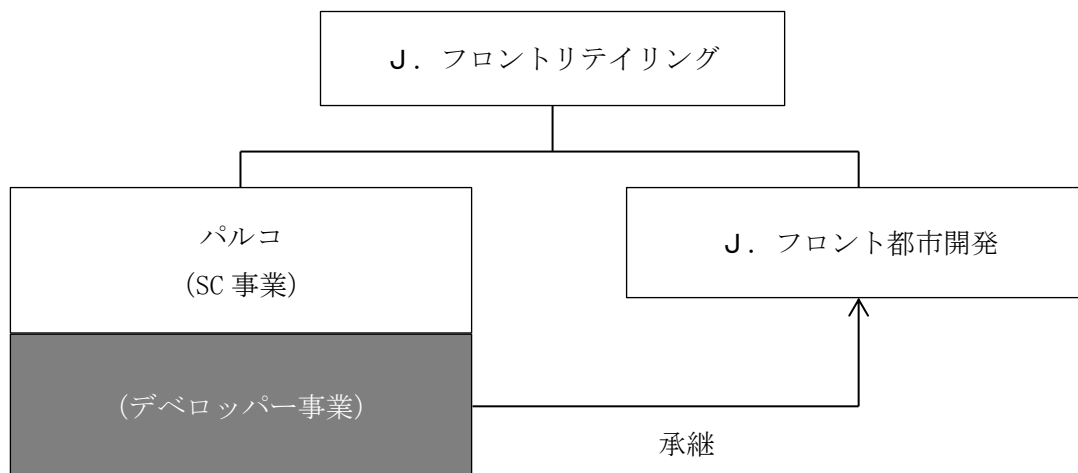 J．フロントリテイリング
パルコ
(SC 事業)
J．フロント都市開発
(デベロッパー事業)
承継